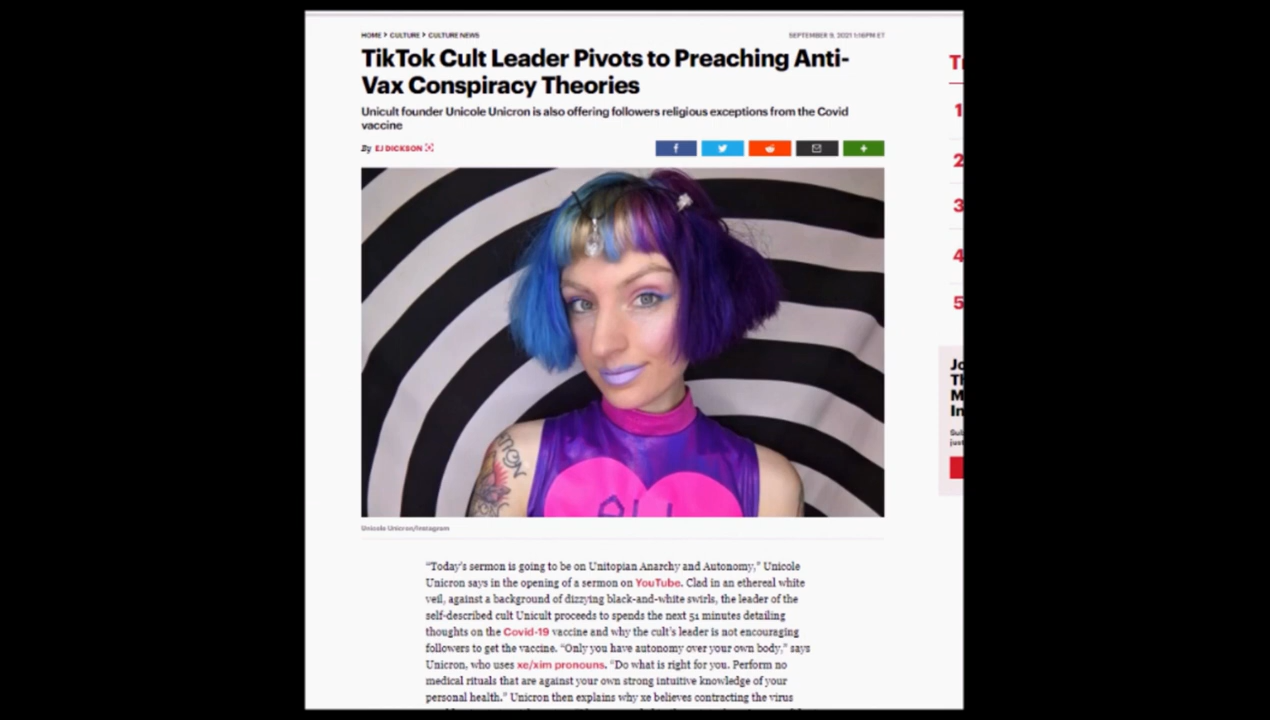 HOME > CULTURE > CULTURE NEWS
SEPTEMBER 9, 2021 1:18PM ET
TikTok Cult Leader Pivots to Preaching Anti-
Vax Conspiracy Theories
Unicult founder Unicole Unicron is also offering followers religious exceptions from the Covid
vaccine
By EJ DICKSON
Unicole Unicron/Instagram
"Today's sermon is going to be on Unitopian Anarchy and Autonomy," Unicole
Unicron says in the opening of a sermon on YouTube. Clad in an ethereal white
veil, against a background of dizzying black-and-white swirls, the leader of the
self-described cult Unicult proceeds to spends the next 51 minutes detailing
thoughts on the Covid-19 vaccine and why the cult's leader is not encouraging
followers to get the vaccine. "Only you have autonomy over your own body," says
Unicron, who uses xe/xim pronouns. "Do what is right for you. Perform no
medical rituals that are against your own strong intuitive knowledge of your
personal health." Unicron then explains why xe believes contracting the virus
1
2
3
4
5